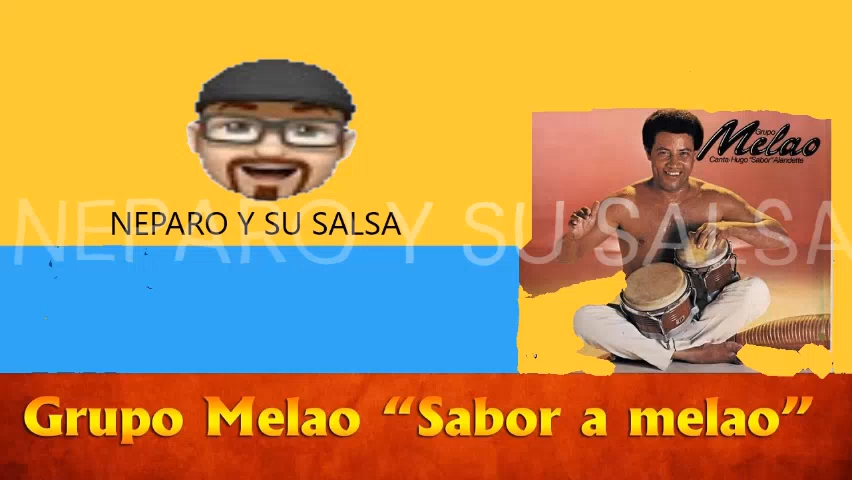 NEPARO Y SU SALSA
NEPARO Y SU SALSA
Grupo
Melao
Canta: Hugo "Sabor" Alandette
Grupo Melao “Sabor a melao”